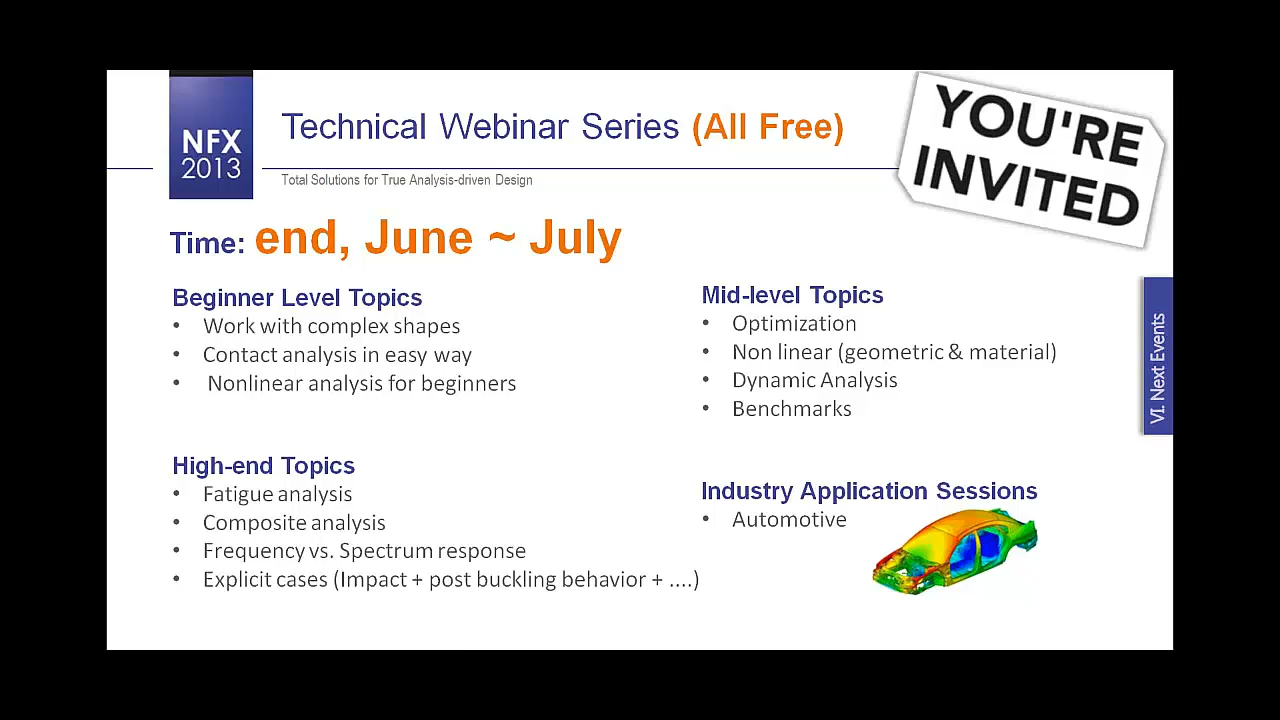 NFX
2013
Technical Webinar Series (All Free)
Total Solutions for True Analysis-driven Design
YOU'RE
INVITED
Time: end, June ~ July
Beginner Level Topics
• Work with complex shapes
• Contact analysis in easy way
• Nonlinear analysis for beginners
Mid-level Topics
• Optimization
• Non linear (geometric & material)
• Dynamic Analysis
• Benchmarks
VI. Next Events
High-end Topics
• Fatigue analysis
• Composite analysis
• Frequency vs. Spectrum response
• Explicit cases (Impact + post buckling behavior + ....)
Industry Application Sessions
• Automotive